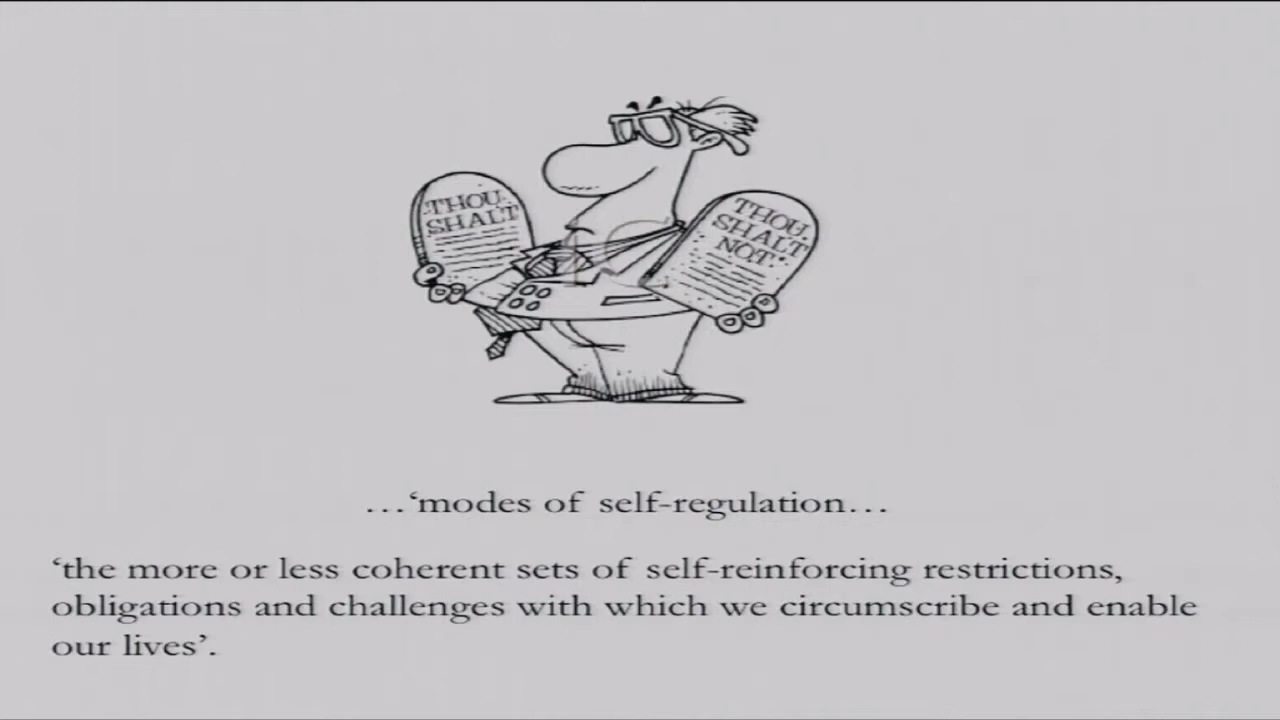 THOU
SHALT
THOU
SHALT
NOT
…‘modes of self-regulation…
‘the more or less coherent sets of self-reinforcing restrictions,
obligations and challenges with which we circumscribe and enable
our lives’.